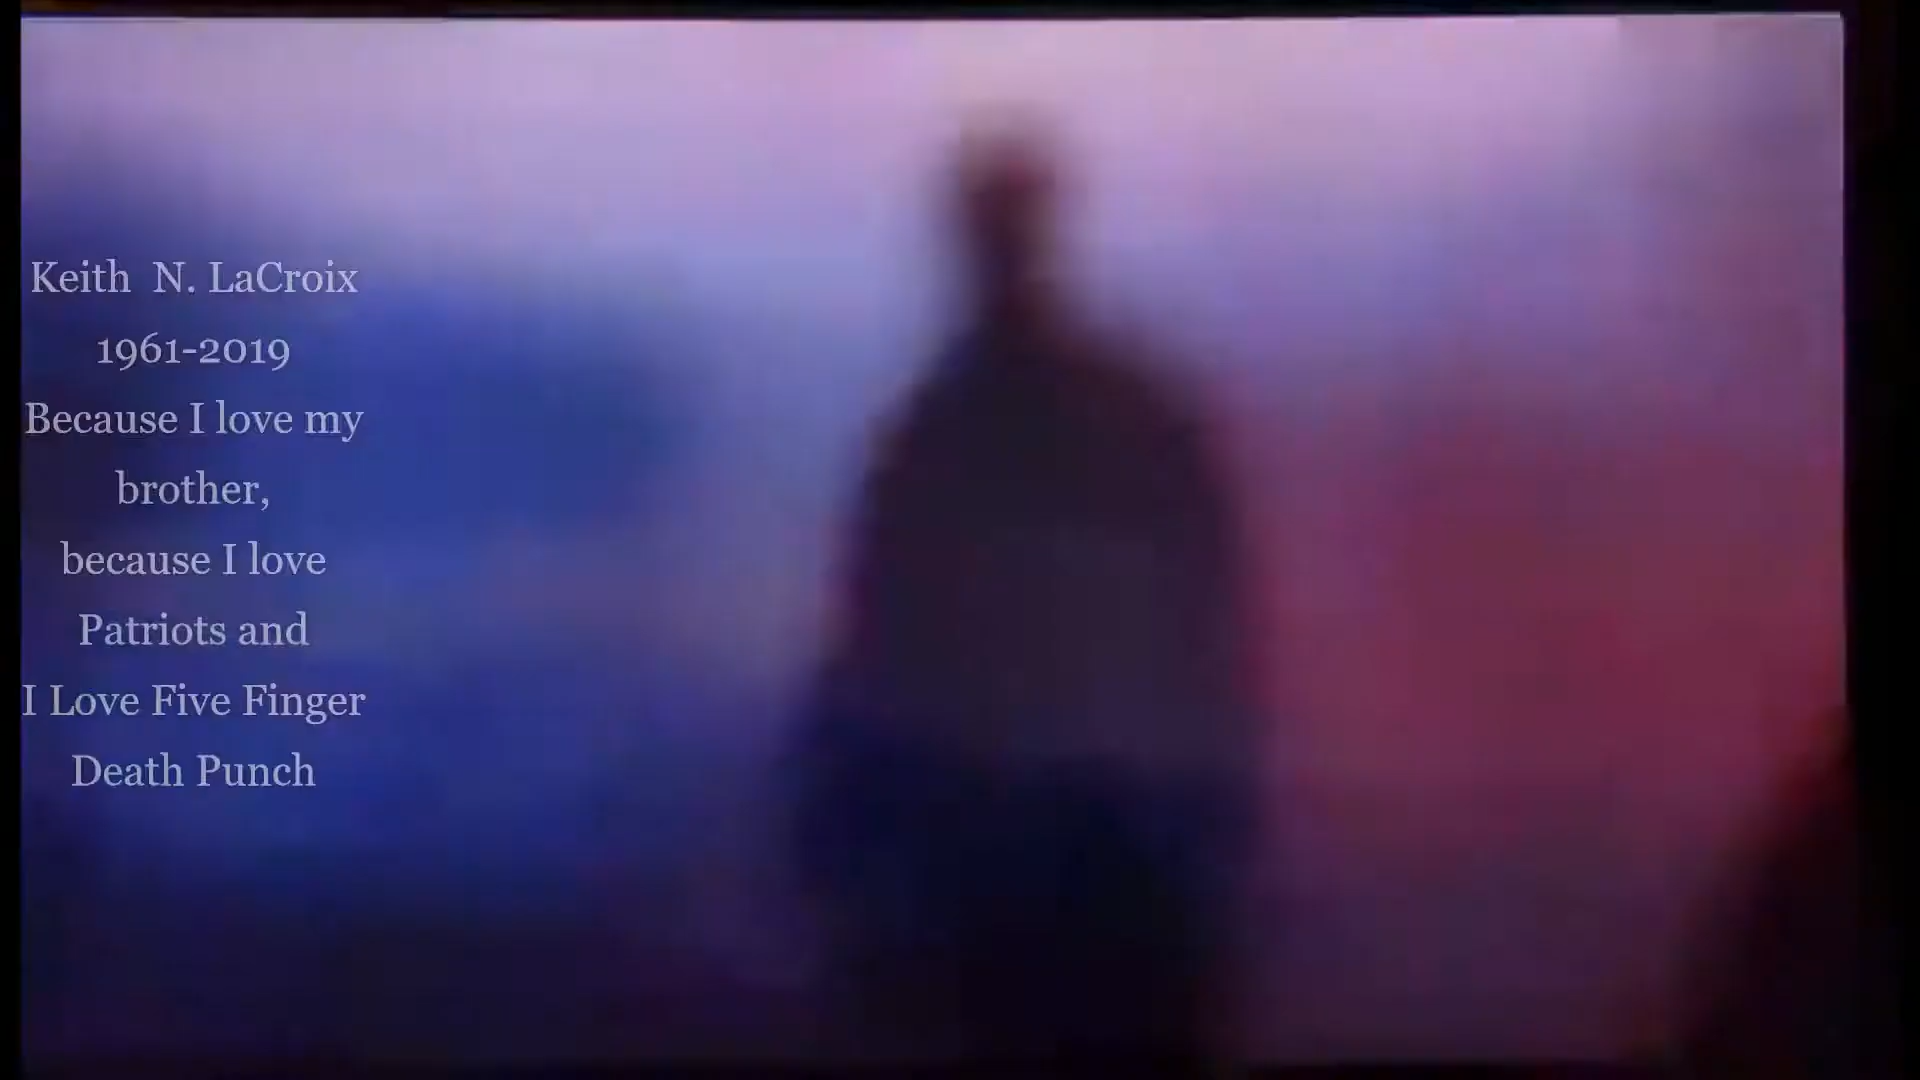 Keith N. LaCroix
1961-2019
Because I love my
brother,
because I love
Patriots and
I Love Five Finger
Death Punch